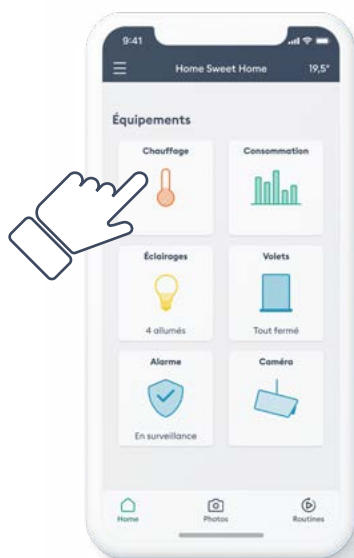 9:41
Home Sweet Home 19,5°
Équipements
Chauffage Consommation
Éclairages Volets
4 allumés Tout fermé
Alarme Caméra
En surveillance
Home Photos Routines